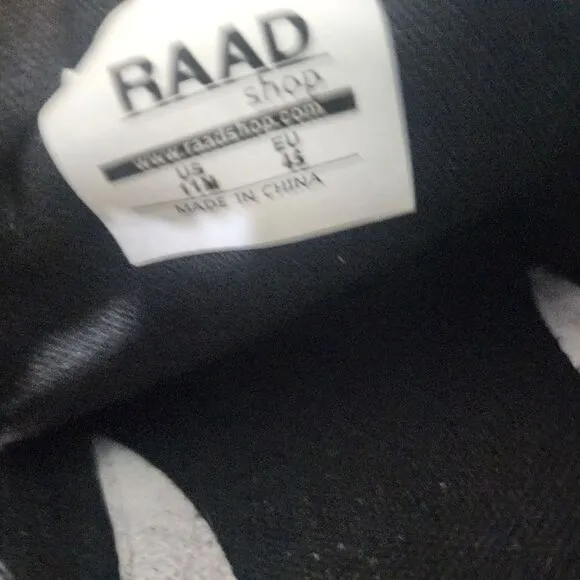 RAAD
shop
www.raadshop.com
US EU
11M 45
MADE IN CHINA